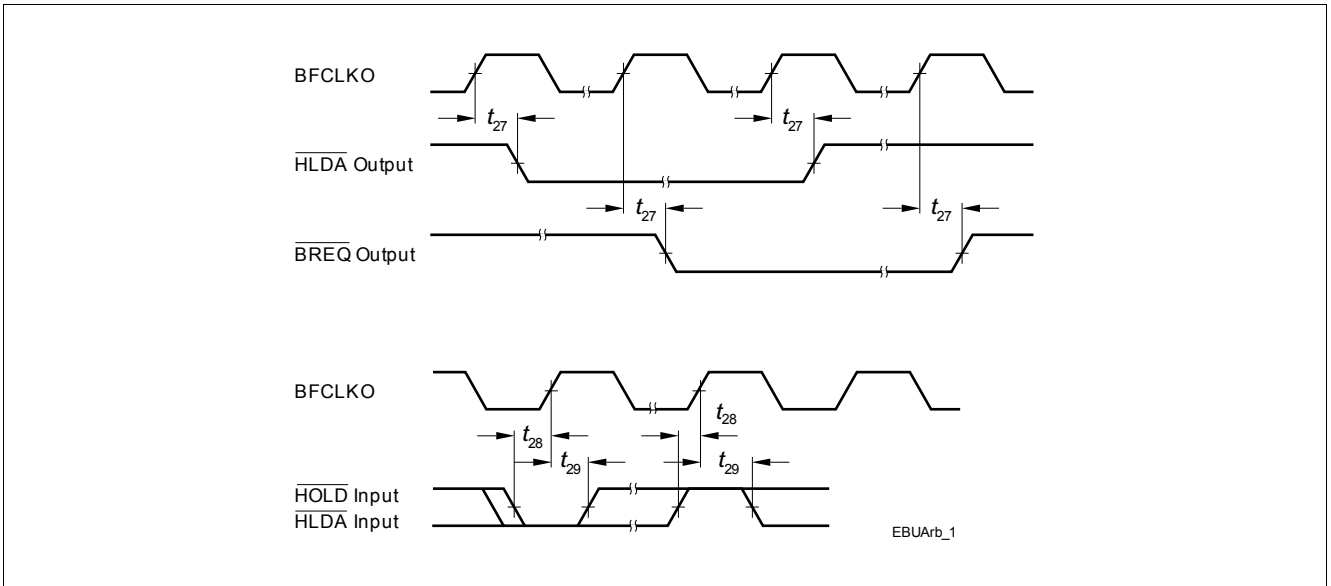 BFCLKO
t27 t27
HLDA Output
t27 t27
BREQ Output
BFCLKO
t28
t28
t29 t29
HOLD Input
HLDA Input
EBUArb_1